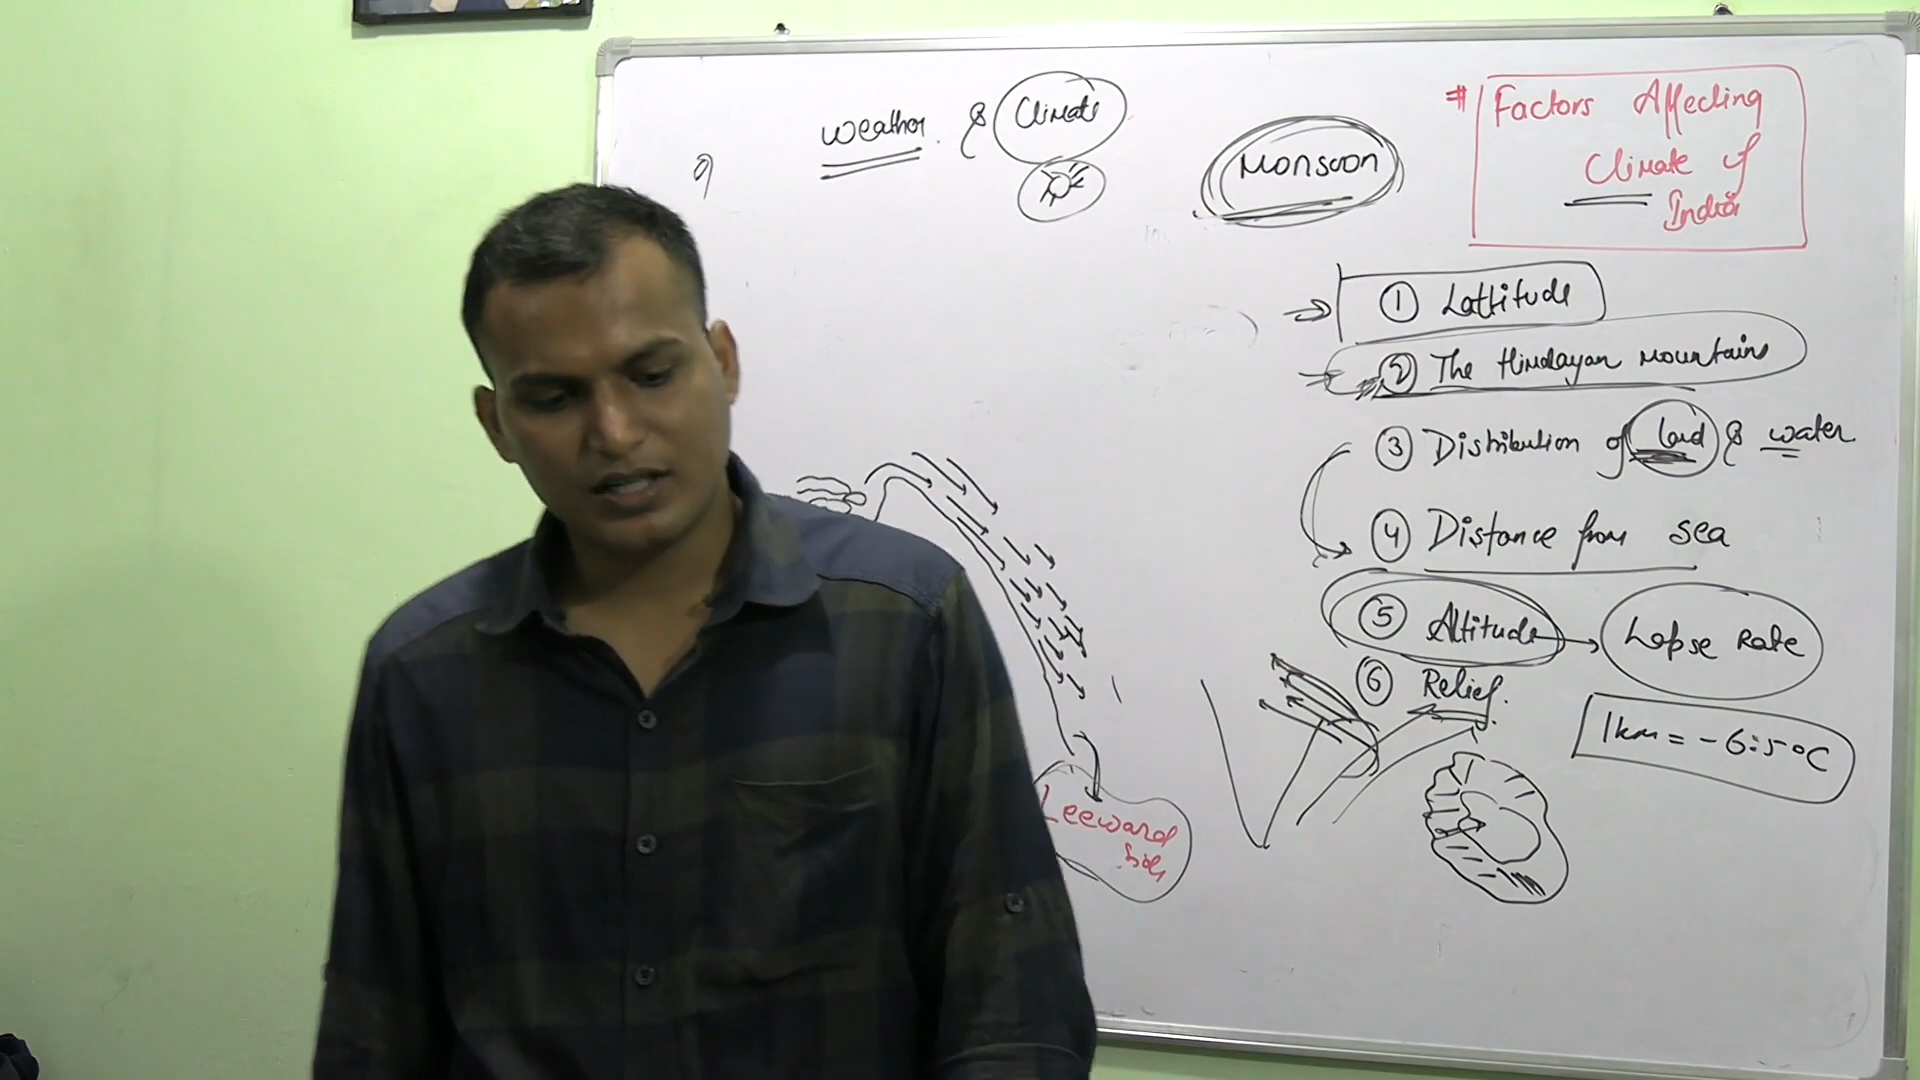 Weather & Climate
Monsoon
# Factors Affecting
Climate of
India
① Lattitude
② The Himalayan mountains
③ Distribution of land & water
④ Distance from sea
⑤ Altitude → Lapse Rate
⑥ Relief.
1km = -6.5°C
Leeward
side